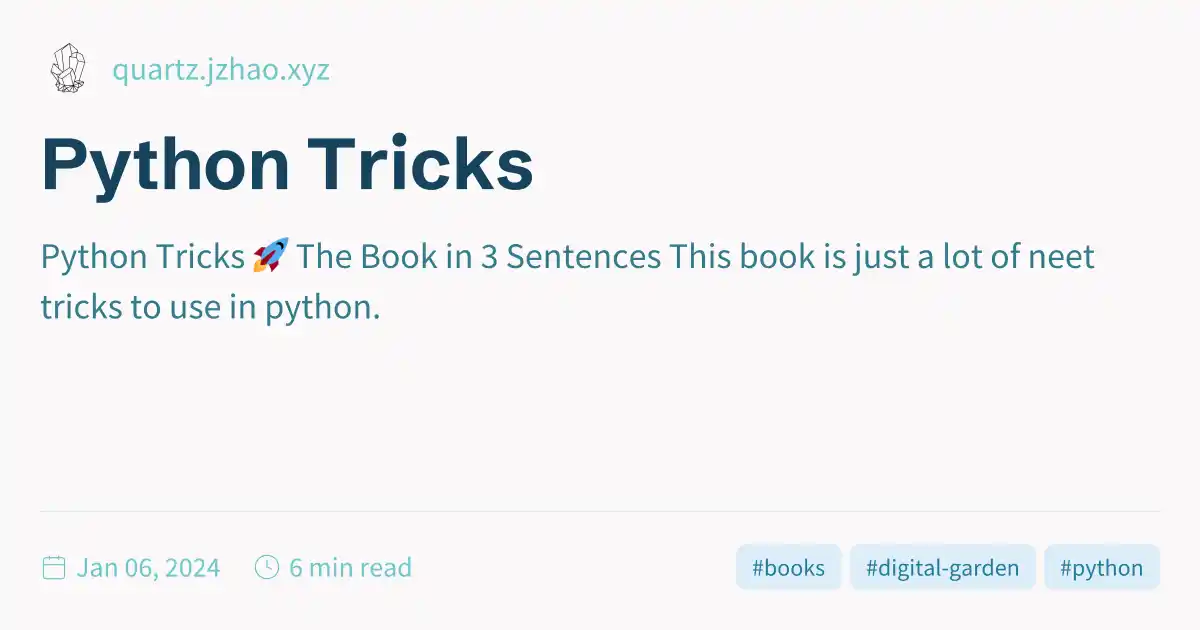 quartz.jzhao.xyz
Python Tricks
Python Tricks 🚀 The Book in 3 Sentences This book is just a lot of neet
tricks to use in python.
Jan 06, 2024 6 min read #books #digital-garden #python